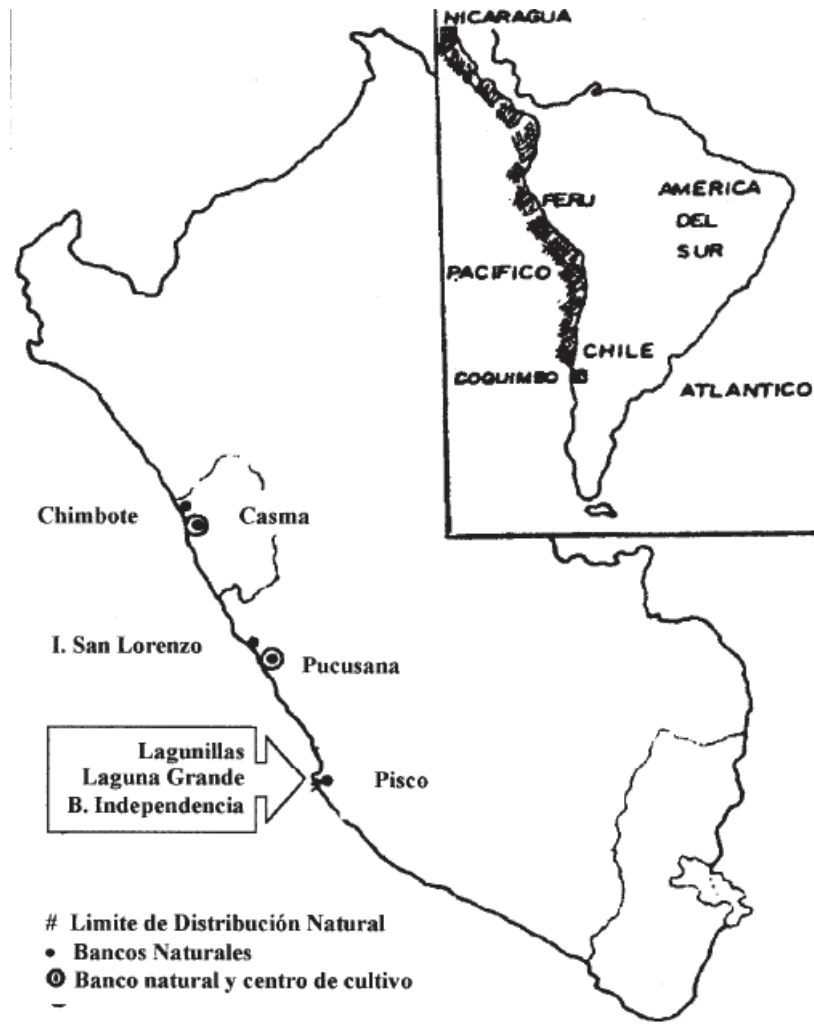 NICARAGUA
PERU
AMERICA
DEL
SUR
PACIFICO
CHILE
COQUIMBO
ATLANTICO
Chimbote
Casma
I. San Lorenzo
Pucusana
Lagunillas
Laguna Grande
B. Independencia
Pisco
# Limite de Distribución Natural
• Bancos Naturales
◎ Banco natural y centro de cultivo